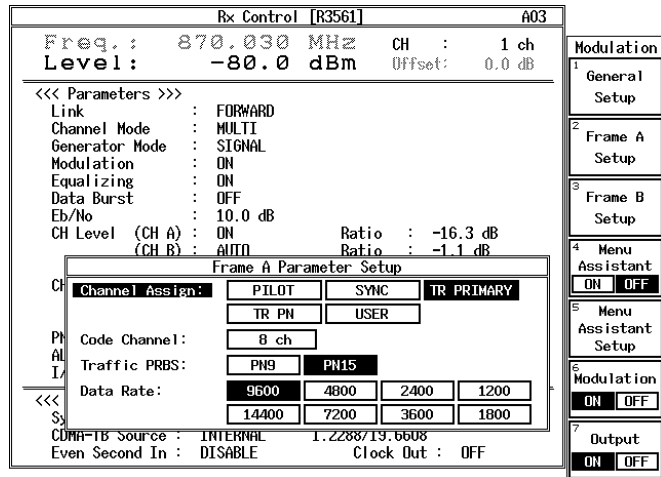 Rx Control [R3561] A03
Freq.: 870.030 MHz CH : 1 ch
Level: -80.0 dBm Offset: 0.0 dB
<<< Parameters >>>
Link : FORWARD
Channel Mode : MULTI
Generator Mode : SIGNAL
Modulation : ON
Equalizing : ON
Data Burst : OFF
Eb/No : 10.0 dB
CH Level (CH A) : ON Ratio : -16.3 dB
(CH B) : AUTO Ratio : -1.1 dB
Frame A Parameter Setup
Channel Assign: PILOT SYNC TR PRIMARY
TR PN USER
Code Channel: 8 ch
Traffic PRBS: PN9 PN15
Data Rate: 9600 4800 2400 1200
14400 7200 3600 1800
CH
PN
AL
I/
<<<
Sy
CDMA-TB Source : INTERNAL 1.2288/19.6608
Even Second In : DISABLE Clock Out : OFF
Modulation
1 General
Setup
2 Frame A
Setup
3 Frame B
Setup
4 Menu
Assistant
ON OFF
5 Menu
Assistant
Setup
6 Modulation
ON OFF
7 Output
ON OFF